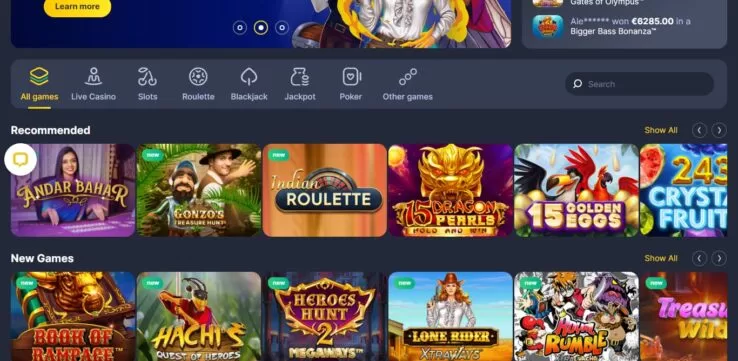 Learn more
Gates of Olympus™
Ale****** won €6285.00 in a
Bigger Bass Bonanza™
All games
Live Casino
Slots
Roulette
Blackjack
Jackpot
Poker
Other games
Search
Recommended
Show All
ANDAR BAHAR
new
GONZO'S
TREASURE HUNT
new
Indian
ROULETTE
15 DRAGON
PEARLS
HOLD AND WIN
15 GOLDEN
EGGS
243
CRYSTA
FRUIT
New Games
Show All
new
BOOK OF
RAMPAGE
new
HACHI'S
QUEST OF HEROES
new
HEROES
HUNT
2
MEGAWAYS™
new
LONE RIDER
XTRAWAYS
new
RUMBLE
new
Treasu
Wild